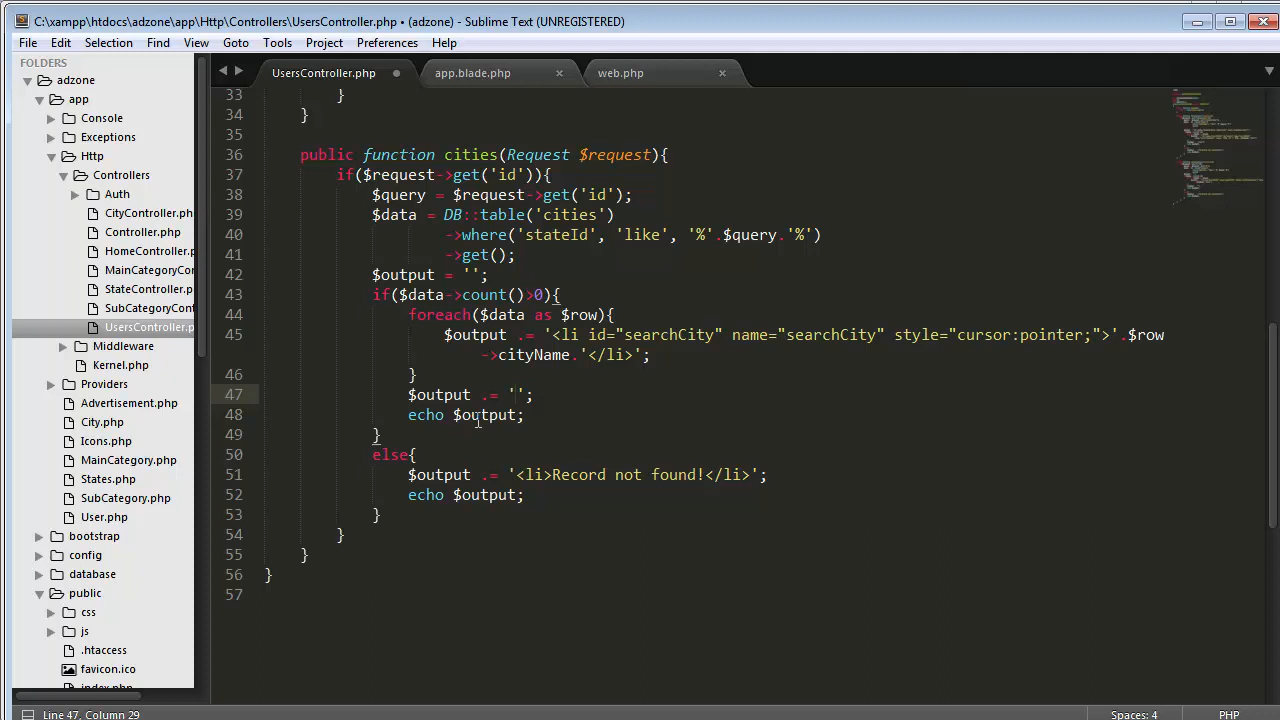 C:\xampp\htdocs\adzone\app\Http\Controllers\UsersController.php • (adzone) - Sublime Text (UNREGISTERED)
File Edit Selection Find View Goto Tools Project Preferences Help
FOLDERS
adzone
app
Console
Exceptions
Http
Controllers
Auth
CityController.ph
Controller.php
HomeController.
MainCategoryCor
StateController.p
SubCategoryCont
UsersController.p
Middleware
Kernel.php
Providers
Advertisement.php
City.php
Icons.php
MainCategory.php
States.php
SubCategory.php
User.php
bootstrap
config
database
public
css
js
.htaccess
favicon.ico
index.php
UsersController.php app.blade.php × web.php ×
33 }
34 }
35
36 public function cities(Request $request){
37 if($request->get('id')){
38 $query = $request->get('id');
39 $data = DB::table('cities')
40 ->where('stateId', 'like', '%'.$query.'%')
41 ->get();
42 $output = '';
43 if($data->count()>0){
44 foreach($data as $row){
45 $output .= '<li id="searchCity" name="searchCity" style="cursor:pointer;">'.$row
->cityName.'</li>';
46 }
47 $output .= '';
48 echo $output;
49 }
50 else{
51 $output .= '<li>Record not found!</li>';
52 echo $output;
53 }
54 }
55 }
56 }
57
Line 47, Column 29 Spaces: 4 PHP